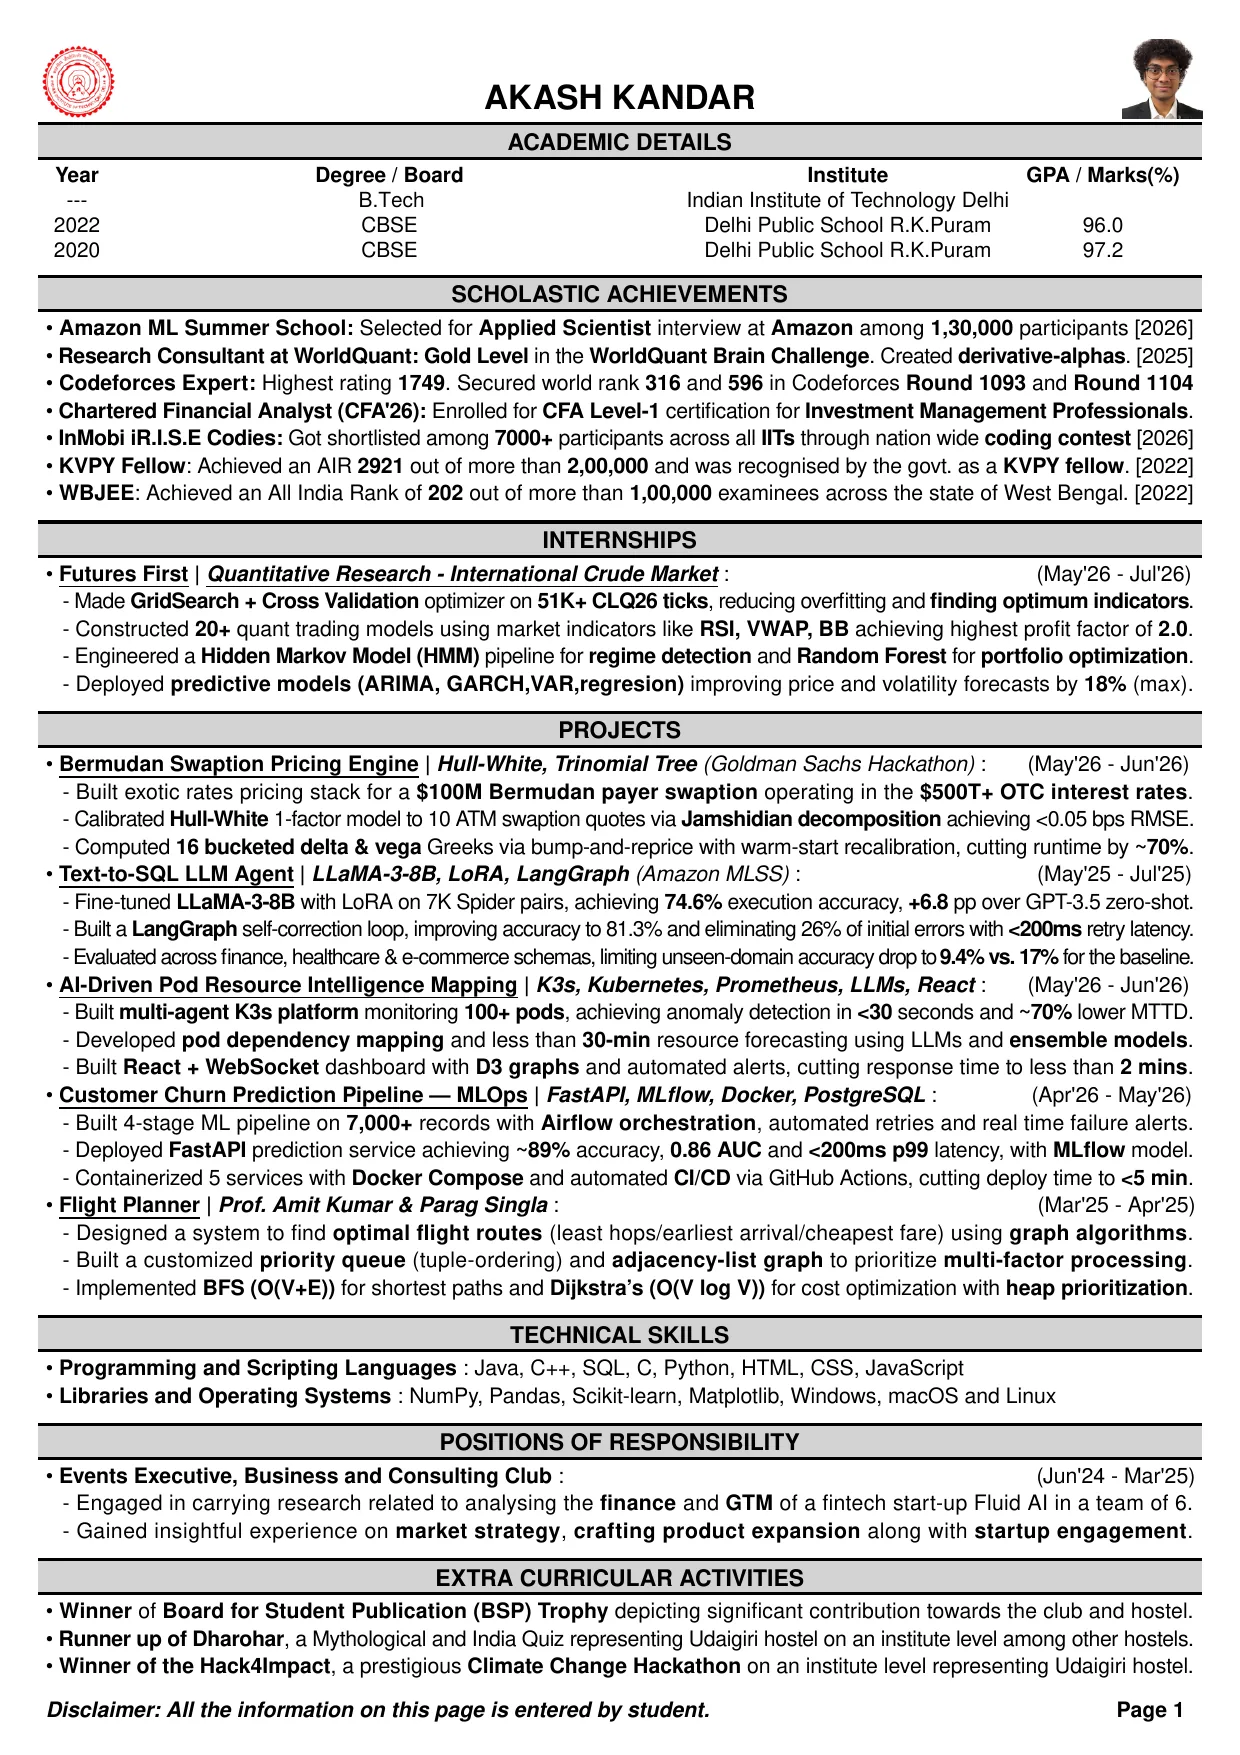 AKASH KANDAR
ACADEMIC DETAILS
Year Degree / Board Institute GPA / Marks(%)
--- B.Tech Indian Institute of Technology Delhi
2022 CBSE Delhi Public School R.K.Puram 96.0
2020 CBSE Delhi Public School R.K.Puram 97.2
SCHOLASTIC ACHIEVEMENTS
• Amazon ML Summer School: Selected for Applied Scientist interview at Amazon among 1,30,000 participants [2026]
• Research Consultant at WorldQuant: Gold Level in the WorldQuant Brain Challenge. Created derivative-alphas. [2025]
• Codeforces Expert: Highest rating 1749. Secured world rank 316 and 596 in Codeforces Round 1093 and Round 1104
• Chartered Financial Analyst (CFA'26): Enrolled for CFA Level-1 certification for Investment Management Professionals.
• InMobi iR.I.S.E Codies: Got shortlisted among 7000+ participants across all IITs through nation wide coding contest [2026]
• KVPY Fellow: Achieved an AIR 2921 out of more than 2,00,000 and was recognised by the govt. as a KVPY fellow. [2022]
• WBJEE: Achieved an All India Rank of 202 out of more than 1,00,000 examinees across the state of West Bengal. [2022]
INTERNSHIPS
• Futures First | Quantitative Research - International Crude Market : (May'26 - Jul'26)
- Made GridSearch + Cross Validation optimizer on 51K+ CLQ26 ticks, reducing overfitting and finding optimum indicators.
- Constructed 20+ quant trading models using market indicators like RSI, VWAP, BB achieving highest profit factor of 2.0.
- Engineered a Hidden Markov Model (HMM) pipeline for regime detection and Random Forest for portfolio optimization.
- Deployed predictive models (ARIMA, GARCH,VAR,regresion) improving price and volatility forecasts by 18% (max).
PROJECTS
• Bermudan Swaption Pricing Engine | Hull-White, Trinomial Tree (Goldman Sachs Hackathon) : (May'26 - Jun'26)
- Built exotic rates pricing stack for a $100M Bermudan payer swaption operating in the $500T+ OTC interest rates.
- Calibrated Hull-White 1-factor model to 10 ATM swaption quotes via Jamshidian decomposition achieving <0.05 bps RMSE.
- Computed 16 bucketed delta & vega Greeks via bump-and-reprice with warm-start recalibration, cutting runtime by ~70%.
• Text-to-SQL LLM Agent | LLaMA-3-8B, LoRA, LangGraph (Amazon MLSS) : (May'25 - Jul'25)
- Fine-tuned LLaMA-3-8B with LoRA on 7K Spider pairs, achieving 74.6% execution accuracy, +6.8 pp over GPT-3.5 zero-shot.
- Built a LangGraph self-correction loop, improving accuracy to 81.3% and eliminating 26% of initial errors with <200ms retry latency.
- Evaluated across finance, healthcare & e-commerce schemas, limiting unseen-domain accuracy drop to 9.4% vs. 17% for the baseline.
• AI-Driven Pod Resource Intelligence Mapping | K3s, Kubernetes, Prometheus, LLMs, React : (May'26 - Jun'26)
- Built multi-agent K3s platform monitoring 100+ pods, achieving anomaly detection in <30 seconds and ~70% lower MTTD.
- Developed pod dependency mapping and less than 30-min resource forecasting using LLMs and ensemble models.
- Built React + WebSocket dashboard with D3 graphs and automated alerts, cutting response time to less than 2 mins.
• Customer Churn Prediction Pipeline — MLOps | FastAPI, MLflow, Docker, PostgreSQL : (Apr'26 - May'26)
- Built 4-stage ML pipeline on 7,000+ records with Airflow orchestration, automated retries and real time failure alerts.
- Deployed FastAPI prediction service achieving ~89% accuracy, 0.86 AUC and <200ms p99 latency, with MLflow model.
- Containerized 5 services with Docker Compose and automated CI/CD via GitHub Actions, cutting deploy time to <5 min.
• Flight Planner | Prof. Amit Kumar & Parag Singla : (Mar'25 - Apr'25)
- Designed a system to find optimal flight routes (least hops/earliest arrival/cheapest fare) using graph algorithms.
- Built a customized priority queue (tuple-ordering) and adjacency-list graph to prioritize multi-factor processing.
- Implemented BFS (O(V+E)) for shortest paths and Dijkstra’s (O(V log V)) for cost optimization with heap prioritization.
TECHNICAL SKILLS
• Programming and Scripting Languages : Java, C++, SQL, C, Python, HTML, CSS, JavaScript
• Libraries and Operating Systems : NumPy, Pandas, Scikit-learn, Matplotlib, Windows, macOS and Linux
POSITIONS OF RESPONSIBILITY
• Events Executive, Business and Consulting Club : (Jun'24 - Mar'25)
- Engaged in carrying research related to analysing the finance and GTM of a fintech start-up Fluid AI in a team of 6.
- Gained insightful experience on market strategy, crafting product expansion along with startup engagement.
EXTRA CURRICULAR ACTIVITIES
• Winner of Board for Student Publication (BSP) Trophy depicting significant contribution towards the club and hostel.
• Runner up of Dharohar, a Mythological and India Quiz representing Udaigiri hostel on an institute level among other hostels.
• Winner of the Hack4Impact, a prestigious Climate Change Hackathon on an institute level representing Udaigiri hostel.
Disclaimer: All the information on this page is entered by student. Page 1